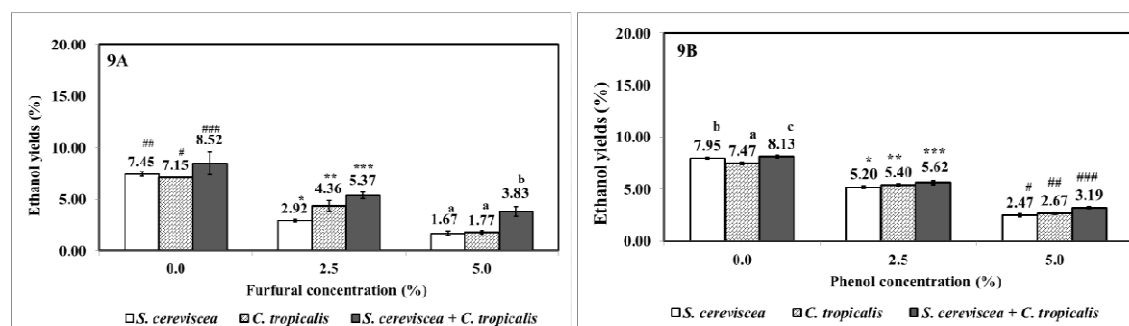 20.00
9A
15.00
10.00
5.00
0.00
Ethanol yields (%)
## # ###
7.45 7.15 8.52
* ** ***
2.92 4.36 5.37
a a b
1.67 1.77 3.83
0.0 2.5 5.0
Furfural concentration (%)
S. cereviscea C. tropicalis S. cereviscea + C. tropicalis
20.00
9B
15.00
10.00
5.00
0.00
Ethanol yields (%)
b a c
7.95 7.47 8.13
* ** ***
5.20 5.40 5.62
# ## ###
2.47 2.67 3.19
0.0 2.5 5.0
Phenol concentration (%)
S. cereviscea C. tropicalis S. cereviscea + C. tropicalis